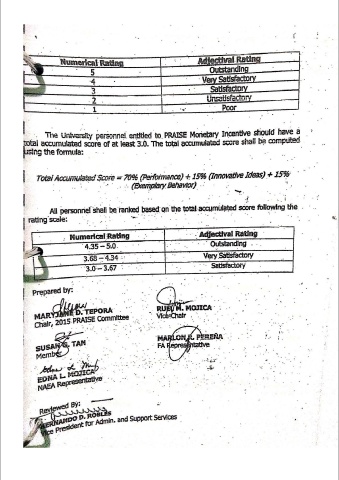 Numerical Rating Adjectival Rating
5 Outstanding
4 Very Satisfactory
3 Satisfactory
2 Unsatisfactory
1 Poor
The University personnel entitled to PRAISE Monetary Incentive should have a
total accumulated score of at least 3.0. The total accumulated score shall be computed
using the formula:
Total Accumulated Score = 70% (Performance) + 15% (Innovative Ideas) + 15%
(Exemplary Behavior)
All personnel shall be ranked based on the total accumulated score following the
rating scale:
Numerical Rating Adjectival Rating
4.35 – 5.0 Outstanding
3.68 – 4.34 Very Satisfactory
3.0 – 3.67 Satisfactory
Prepared by:
MARYJANE D. TEPORA RUEL M. MOJICA
Chair, 2015 PRAISE Committee Vice-Chair
SUSAN G. TAN MARLON R. PEREÑA
Member FA Representative
EDNA L. MOJICA
NAEA Representative
Reviewed By:
HERNANDO D. ROBLES
Vice President for Admin. and Support Services